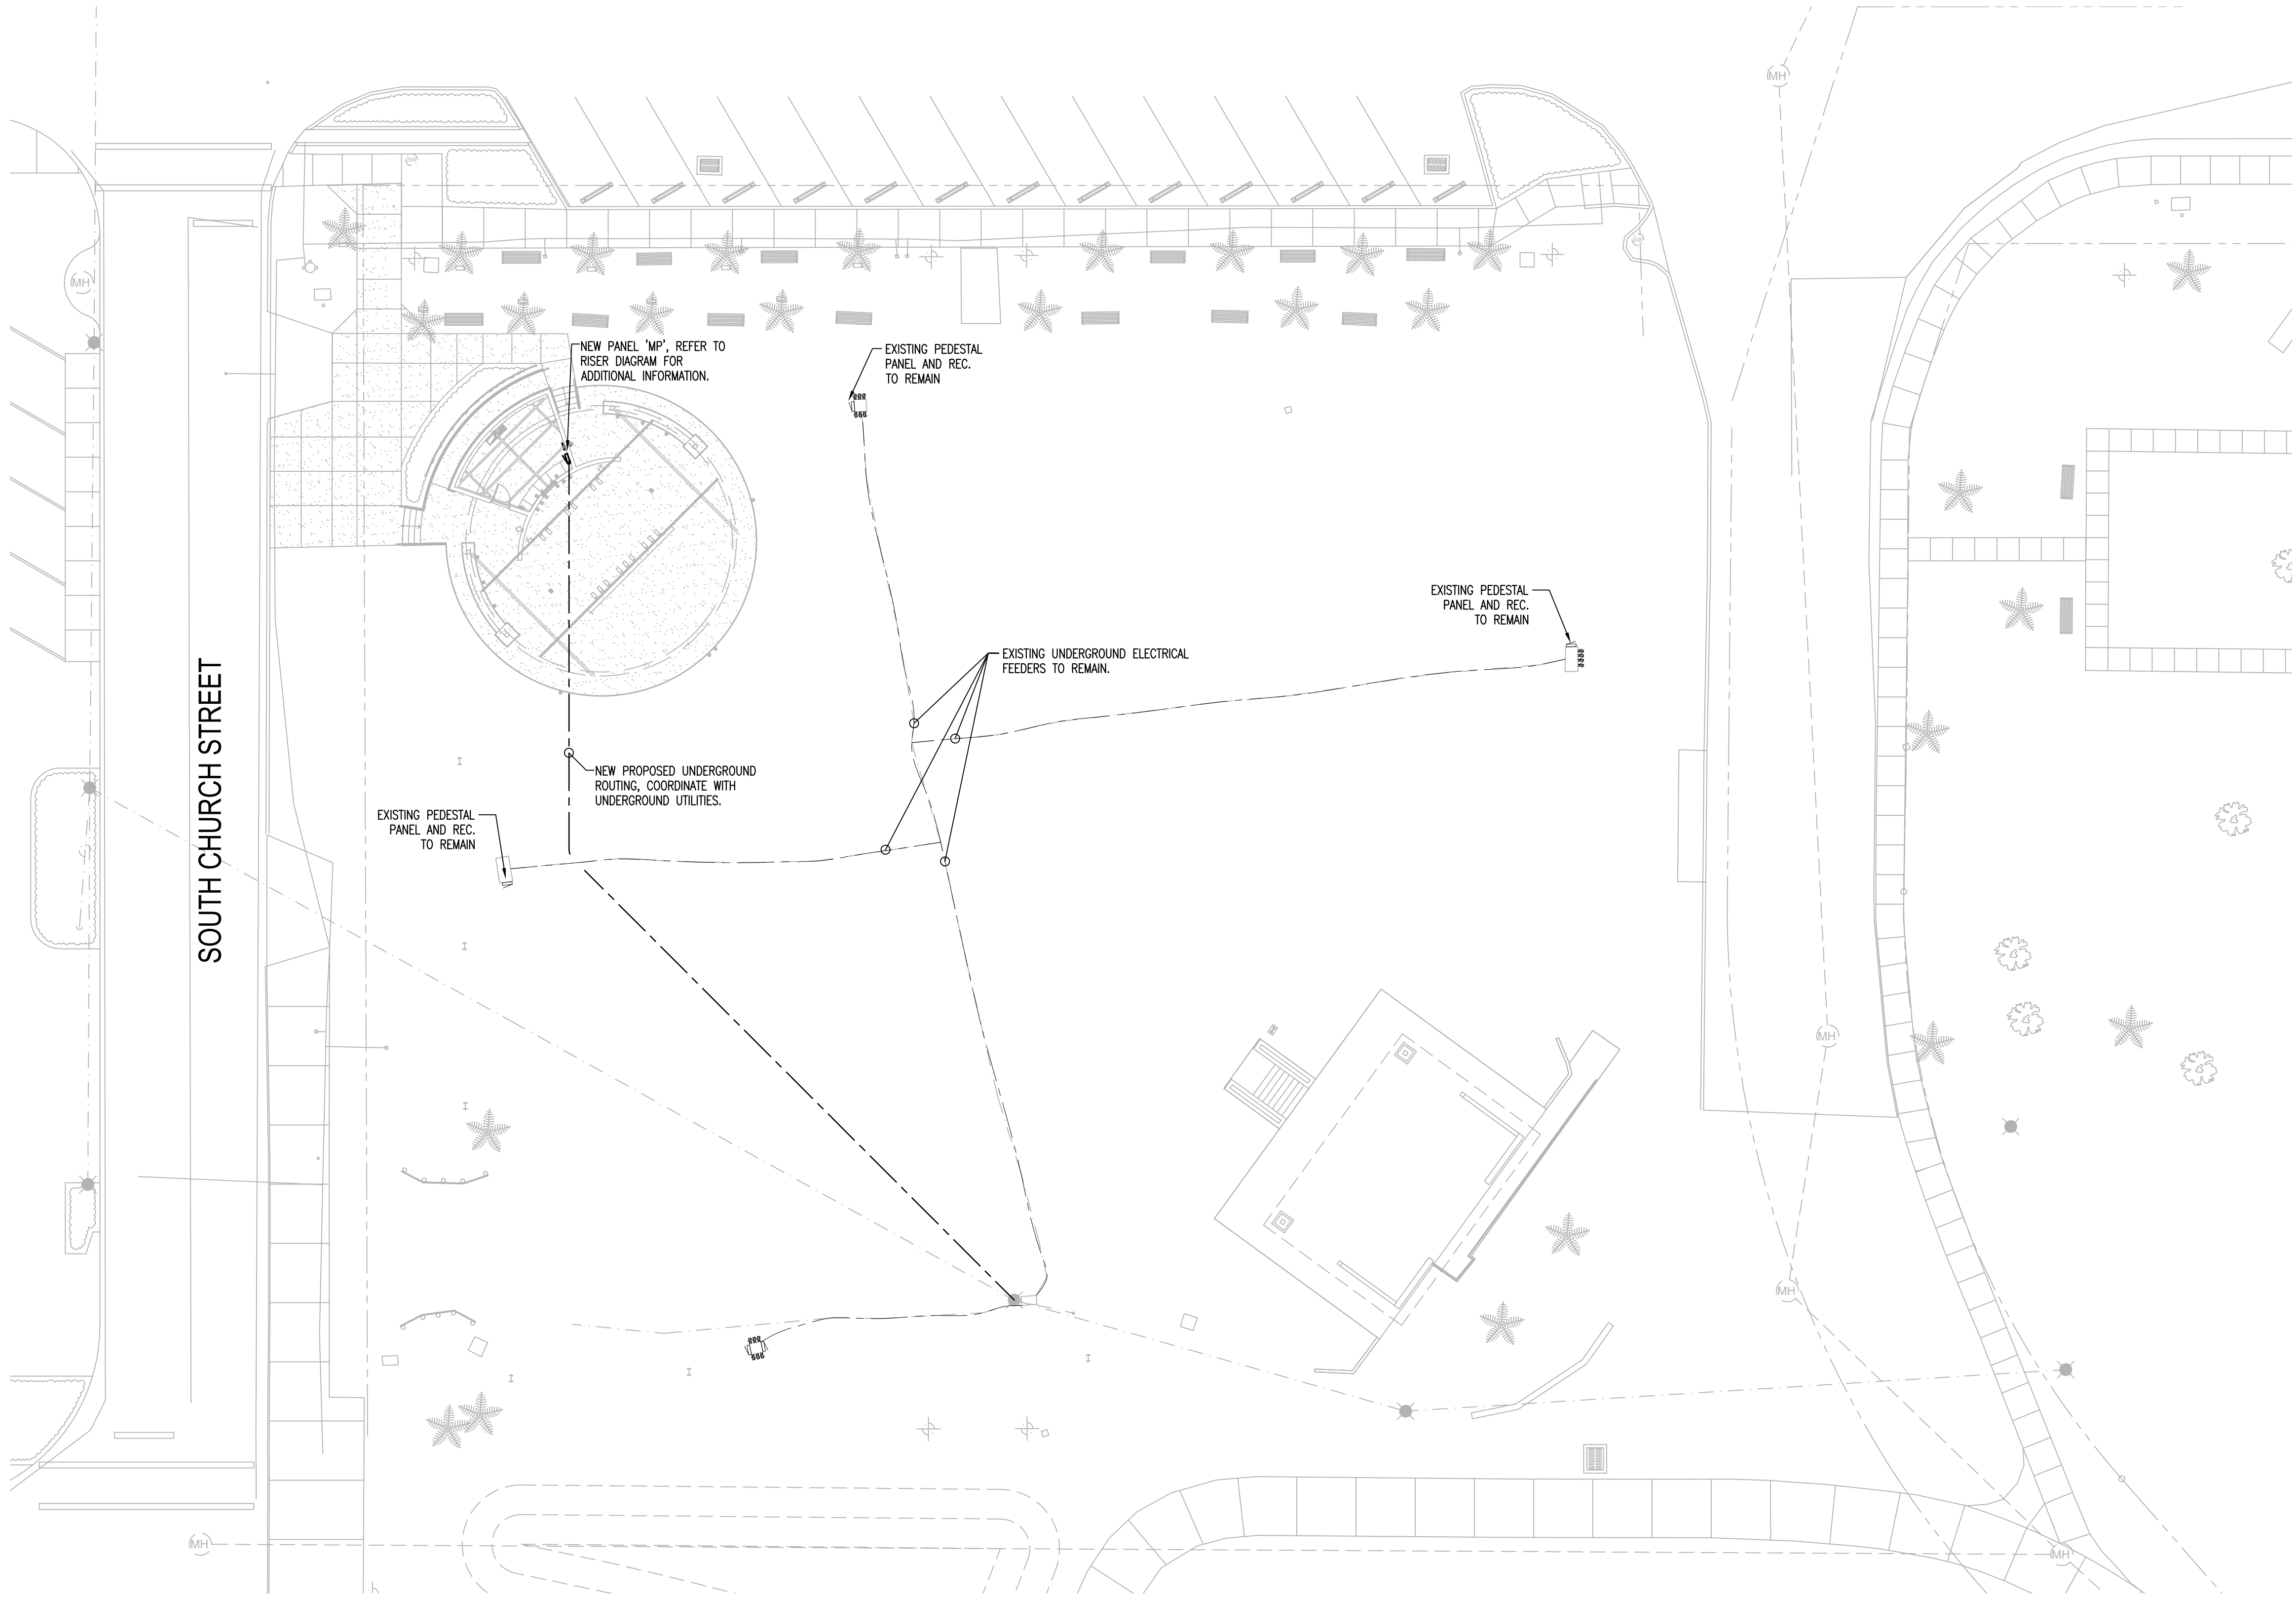 MH
MH
NEW PANEL 'MP', REFER TO
RISER DIAGRAM FOR
ADDITIONAL INFORMATION.
EXISTING PEDESTAL
PANEL AND REC.
TO REMAIN
EXISTING PEDESTAL
PANEL AND REC.
TO REMAIN
EXISTING UNDERGROUND ELECTRICAL
FEEDERS TO REMAIN.
SOUTH CHURCH STREET
NEW PROPOSED UNDERGROUND
ROUTING, COORDINATE WITH
UNDERGROUND UTILITIES.
EXISTING PEDESTAL
PANEL AND REC.
TO REMAIN
MH
MH
MH
MH